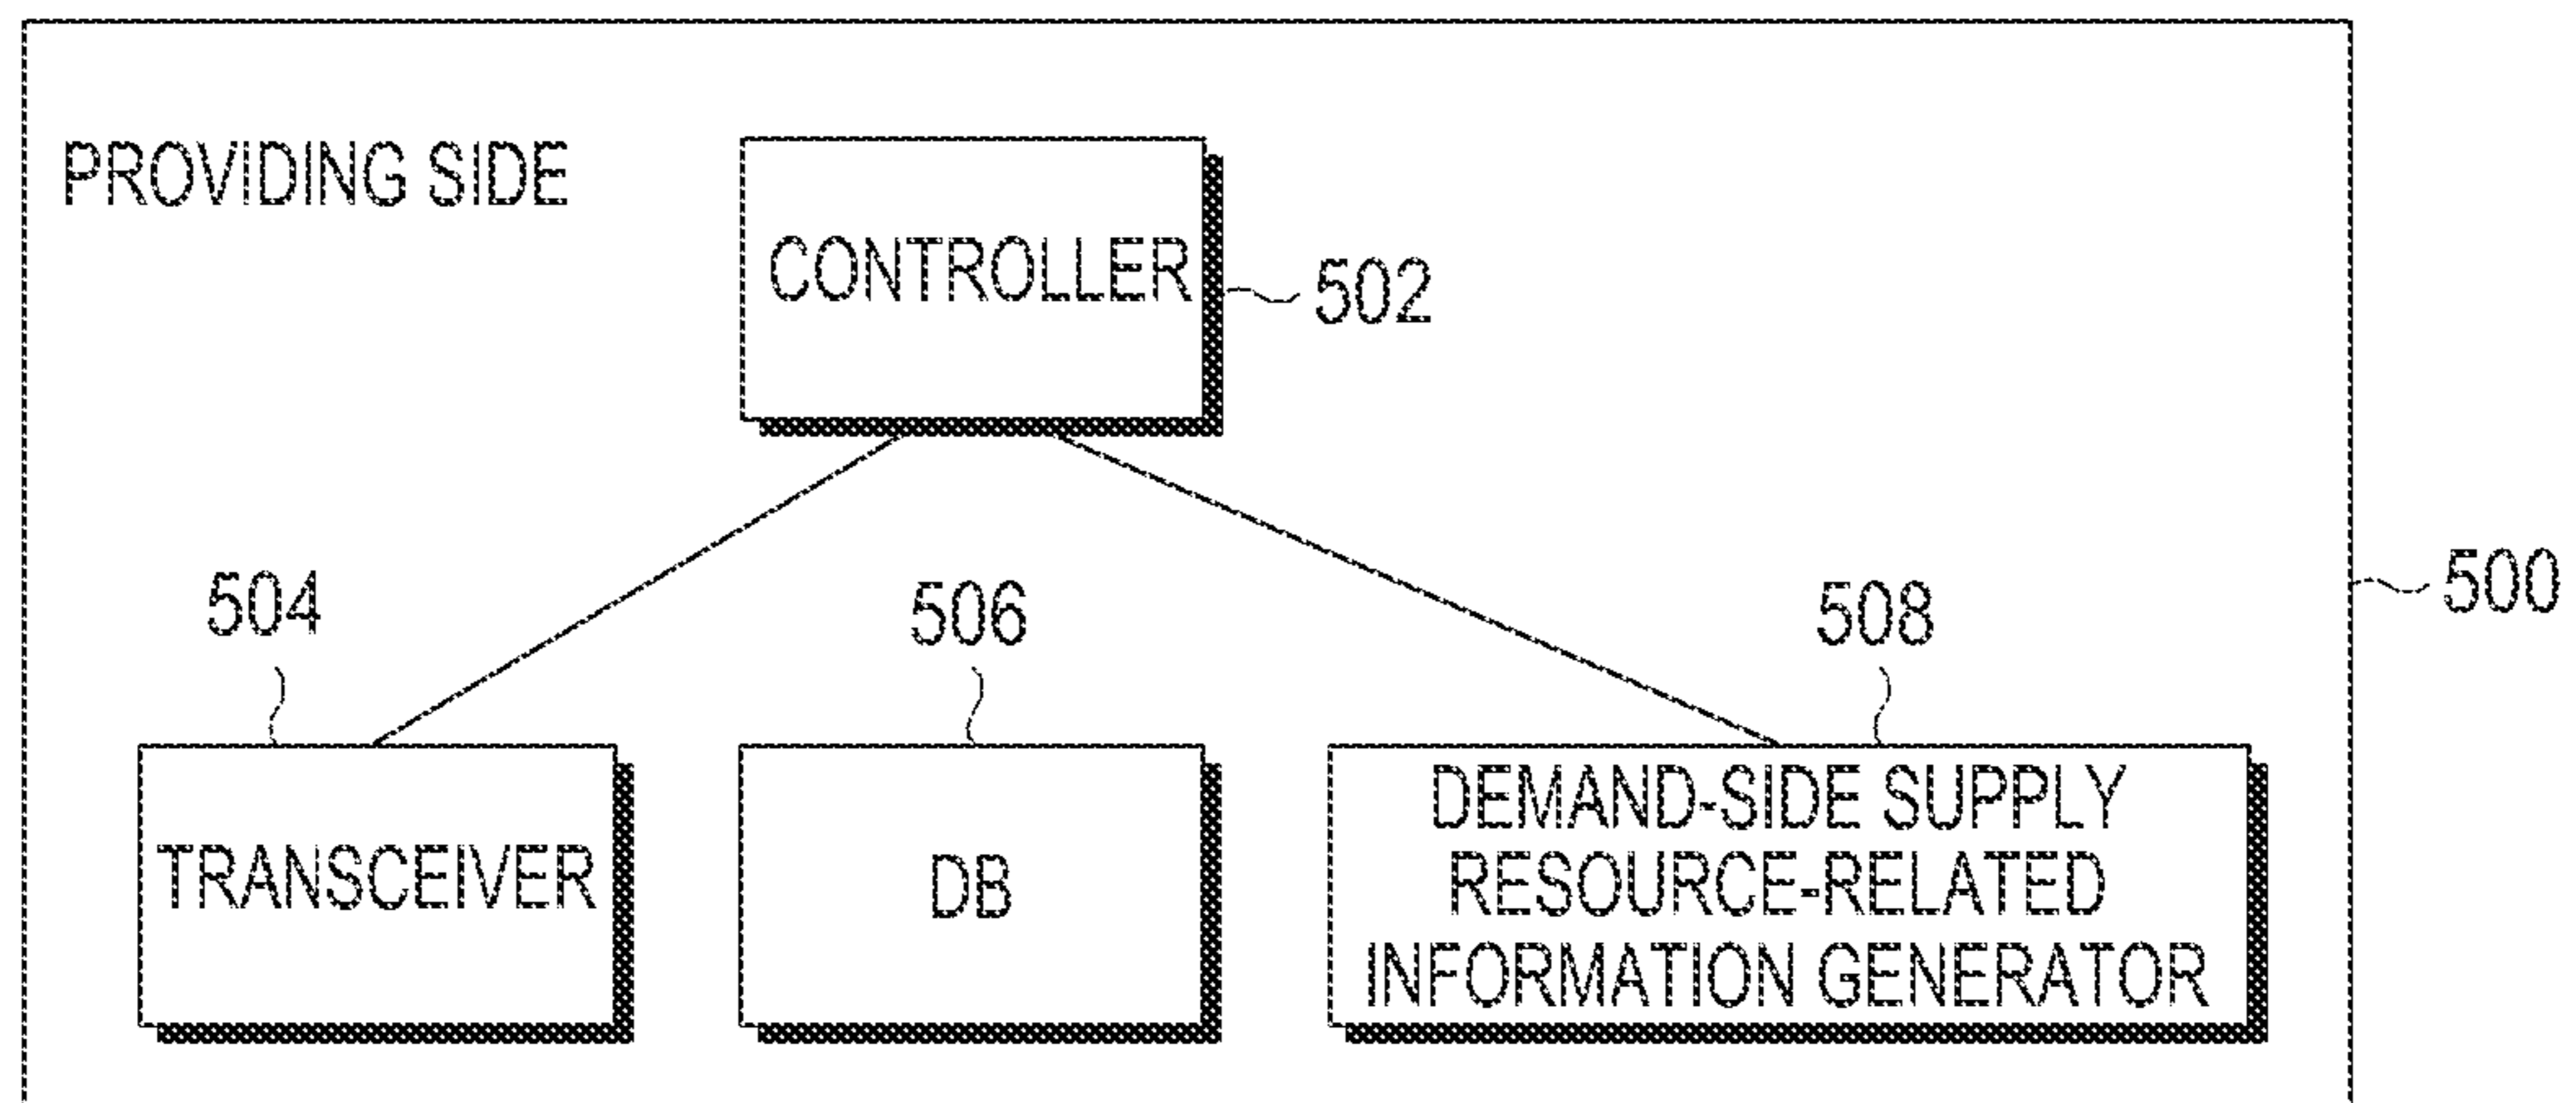 PROVIDING SIDE
CONTROLLER
502
500
504
506
508
TRANSCEIVER
DB
DEMAND-SIDE SUPPLY
RESOURCE-RELATED
INFORMATION GENERATOR